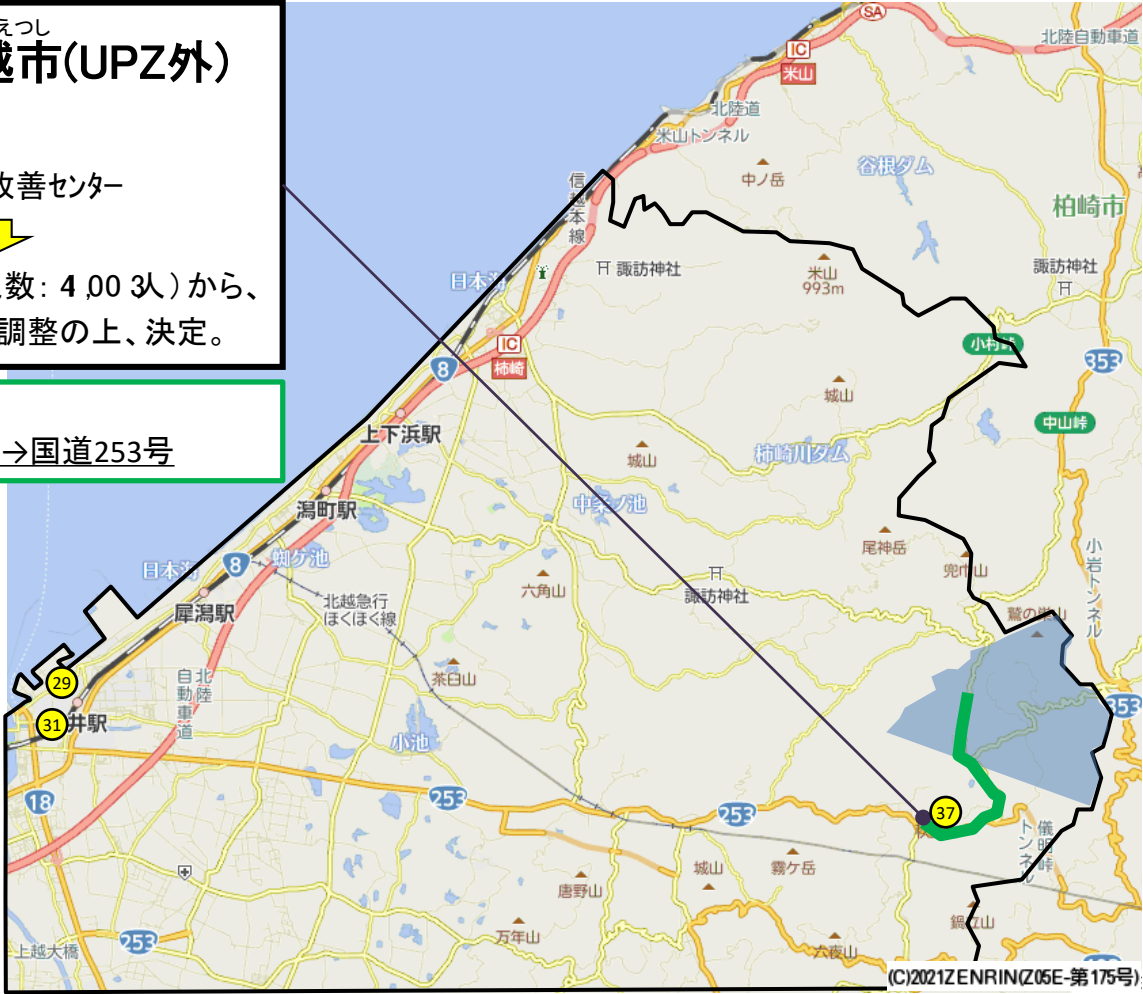 えつし
越市(UPZ外)
改善センター
数: 4,003人)から、
調整の上、決定。
→国道253号
SA
北陸自動車道
IC
米山
北陸道
米山トンネル
中ノ岳
谷根ダム
柏崎市
信越本線
諏訪神社
米山
993m
諏訪神社
日本海
小村峠
353
IC
柿崎
8
城山
中山峠
上下浜駅
城山
柿崎川ダム
潟町駅
中条ノ池
尾神岳
小岩トンネル
兜巾山
日本海
8
蜘ケ池
六角山
諏訪神社
北越急行
ほくほく線
犀潟駅
鷲の巣山
29
北陸自動車道
茶臼山
353
31
井駅
小池
18
253
253
37
儀明峠トンネル
城山
霧ケ岳
唐野山
鍋立山
万年山
六夜山
253
上越大橋
(C)2021ZENRIN(Z05E-第175号)